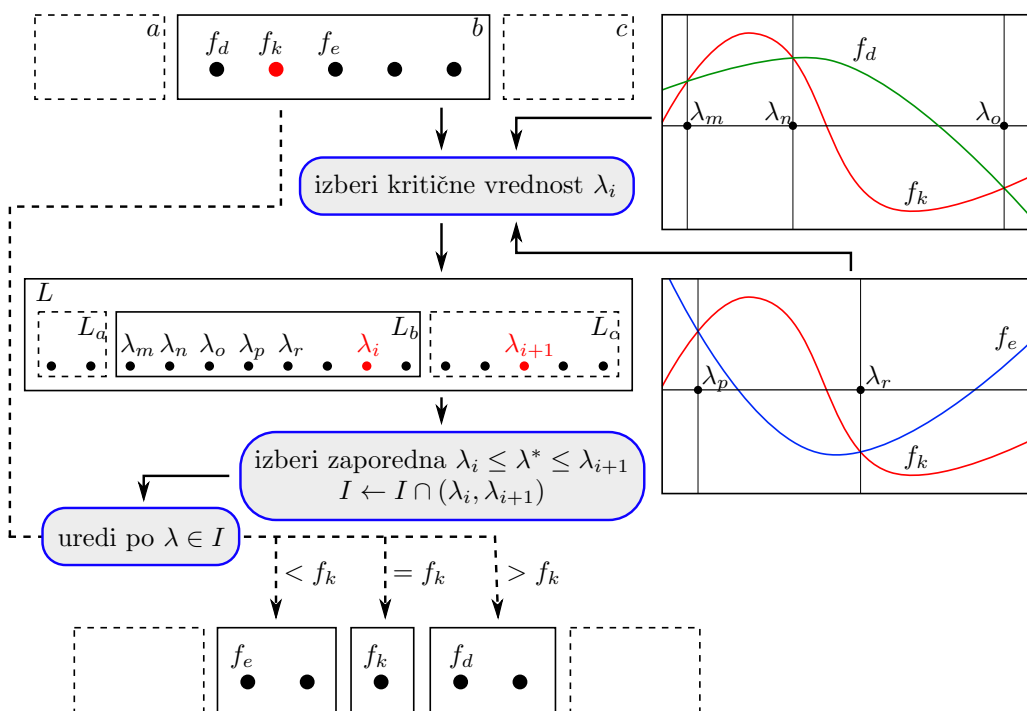 a
b
c
f_d f_k f_e
f_d
λ_m λ_n λ_o
f_k
izberi kritične vrednost λ_i
L
L_a L_b L_c
λ_m λ_n λ_o λ_p λ_r λ_i λ_{i+1}
f_e
λ_p λ_r
f_k
izberi zaporedna λ_i ≤ λ* ≤ λ_{i+1}
I ← I ∩ (λ_i, λ_{i+1})
uredi po λ ∈ I
< f_k = f_k > f_k
f_e f_k f_d